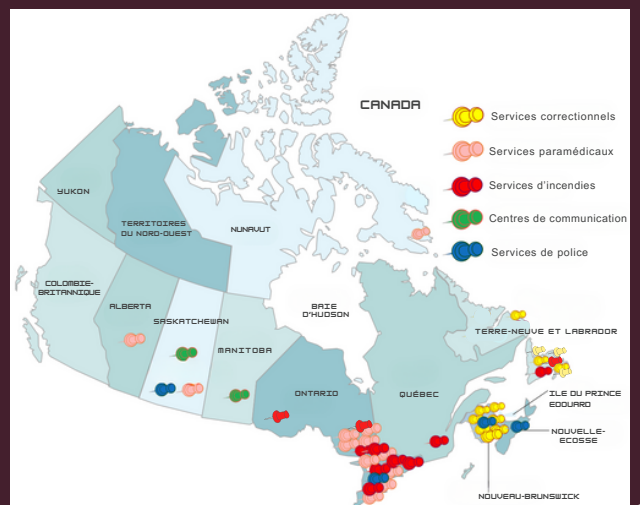 CANADA
Services correctionnels
Services paramédicaux
Services d'incendies
Centres de communication
Services de police
YUKON
TERRITOIRES
DU NORD-OUEST
NUNAVUT
COLOMBIE-
BRITANNIQUE
ALBERTA
SASKATCHEWAN
MANITOBA
BAIE
D'HUDSON
TERRE-NEUVE ET LABRADOR
ONTARIO
QUÉBEC
ILE DU PRINCE
EDOUARD
NOUVELLE-
ECOSSE
NOUVEAU-BRUNSWICK